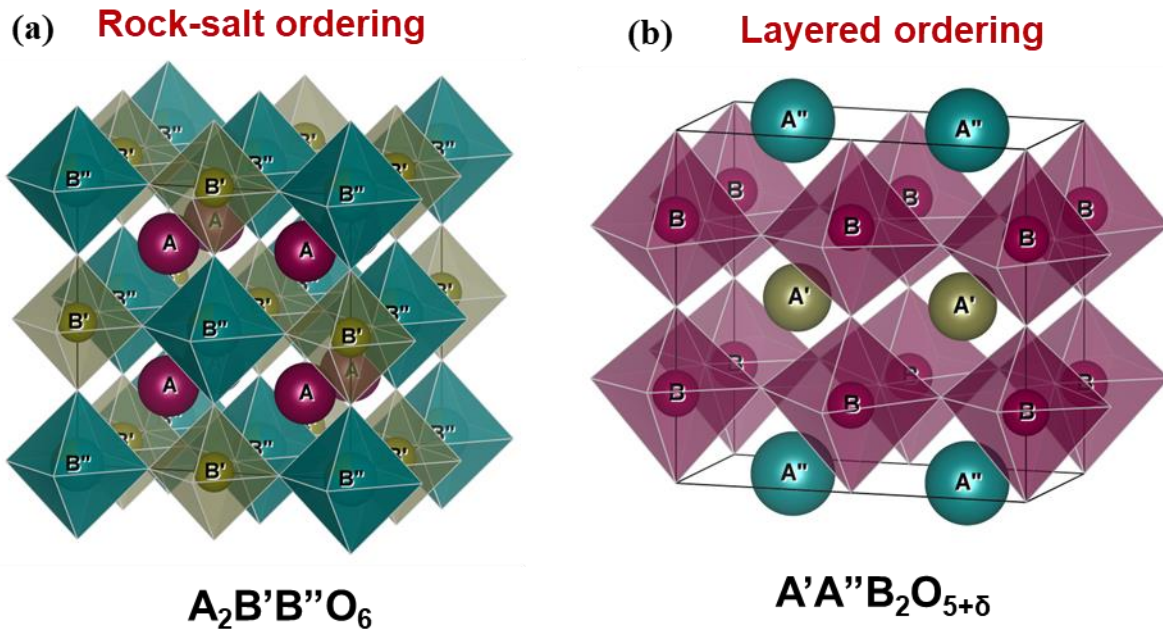 (a) Rock-salt ordering
(b) Layered ordering
B'' B' B'' B' B'' B' B''
A A A
B' B'' B' B'' B' B'
A A A
B'' B' B'' B' B'' B' B''
A'' A''
B B B B B
A' A'
B B B B B
A'' A''
A₂B'B''O₆
A'A''B₂O₅₊δ